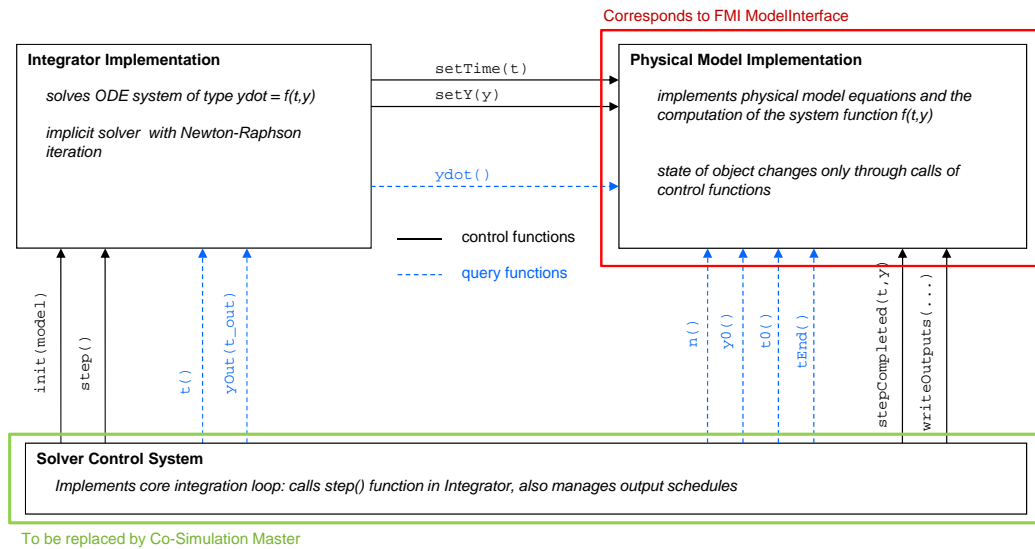 Corresponds to FMI ModelInterface
Integrator Implementation
solves ODE system of type ydot = f(t,y)
implicit solver with Newton-Raphson
iteration
setTime(t)
setY(y)
ydot()
Physical Model Implementation
implements physical model equations and the
computation of the system function f(t,y)
state of object changes only through calls of
control functions
control functions
query functions
init(model)
step()
t()
yOut(t_out)
n()
y0()
t0()
tEnd()
stepCompleted(t,y)
writeOutputs(...)
Solver Control System
Implements core integration loop: calls step() function in Integrator, also manages output schedules
To be replaced by Co-Simulation Master